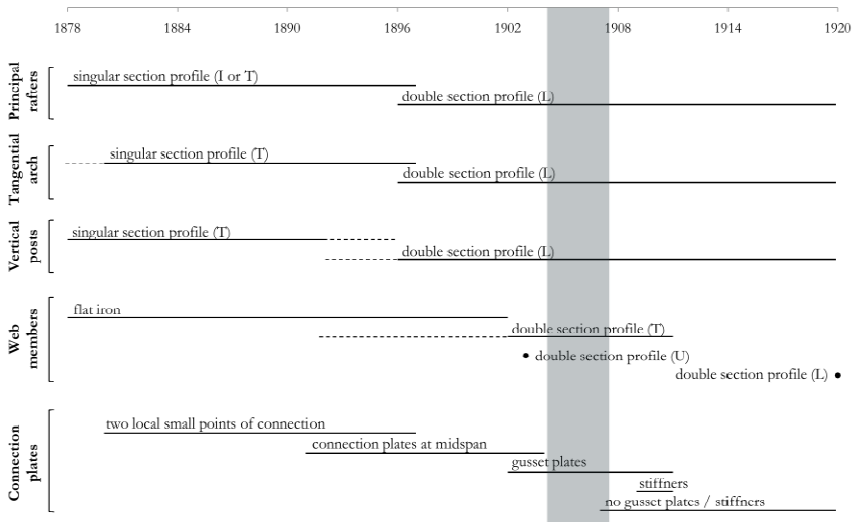 1878 1884 1890 1896 1902 1908 1914 1920
Principal
rafters
singular section profile (I or T)
double section profile (L)
Tangential
arch
singular section profile (T)
double section profile (L)
Vertical
posts
singular section profile (T)
double section profile (L)
Web
members
flat iron
double section profile (T)
double section profile (U)
double section profile (L)
Connection
plates
two local small points of connection
connection plates at midspan
gusset plates
stiffners
no gusset plates / stiffners